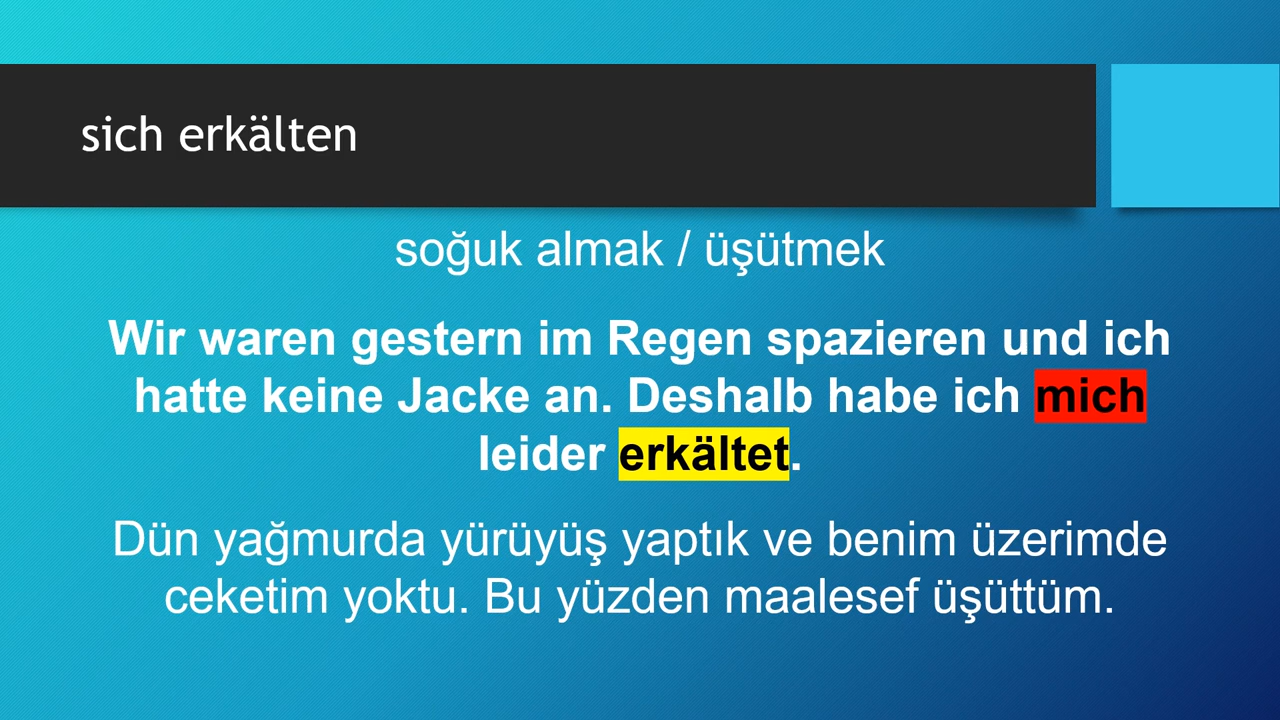 sich erkälten
soğuk almak / üşütmek
Wir waren gestern im Regen spazieren und ich
hatte keine Jacke an. Deshalb habe ich mich
leider erkältet.
Dün yağmurda yürüyüş yaptık ve benim üzerimde
ceketim yoktu. Bu yüzden maalesef üşüttüm.